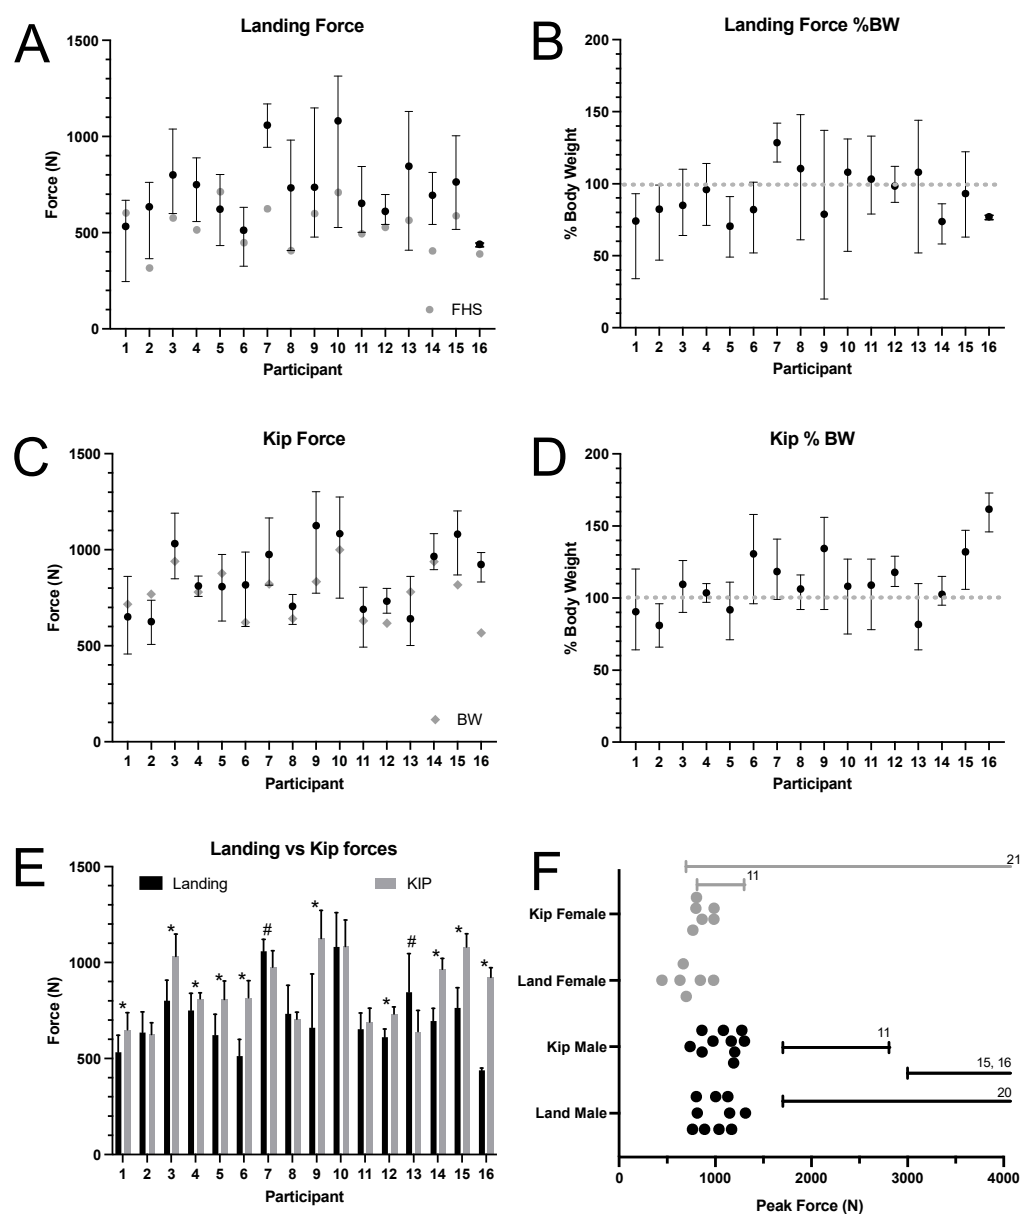 A
Landing Force
1500
1000
500
0
Force (N)
FHS
1 2 3 4 5 6 7 8 9 10 11 12 13 14 15 16
Participant
B
Landing Force %BW
200
150
100
50
0
% Body Weight
1 2 3 4 5 6 7 8 9 10 11 12 13 14 15 16
Participant
C
Kip Force
1500
1000
500
0
Force (N)
BW
1 2 3 4 5 6 7 8 9 10 11 12 13 14 15 16
Participant
D
Kip % BW
200
150
100
50
0
% Body Weight
1 2 3 4 5 6 7 8 9 10 11 12 13 14 15 16
Participant
E
Landing vs Kip forces
Landing KIP
1500
1000
500
0
Force (N)
* * * * * # * * # * * *
1 2 3 4 5 6 7 8 9 10 11 12 13 14 15 16
Participant
F
21
11
Kip Female
Land Female
Kip Male
11
15, 16
20
Land Male
0 1000 2000 3000 4000
Peak Force (N)